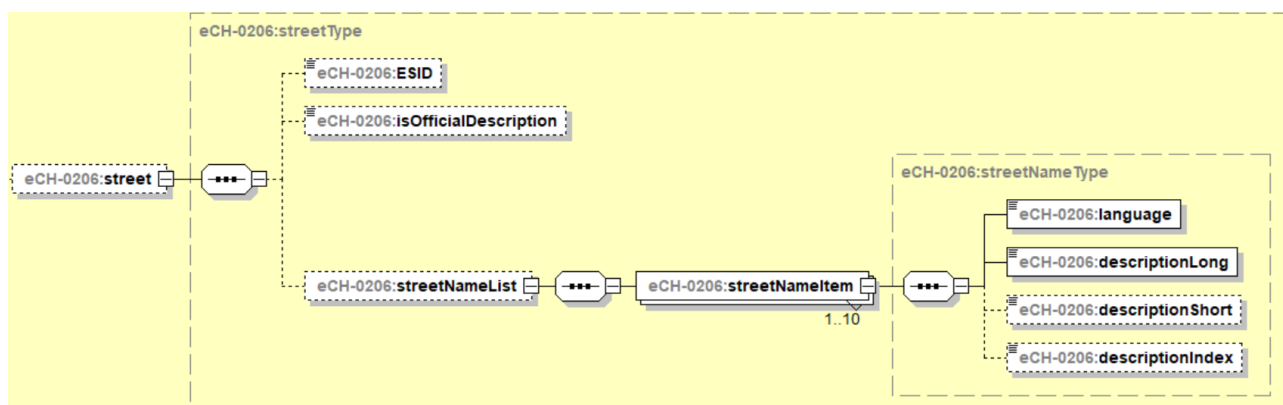 eCH-0206:streetType
eCH-0206:ESID
eCH-0206:isOfficialDescription
eCH-0206:street
eCH-0206:streetNameType
eCH-0206:language
eCH-0206:descriptionLong
eCH-0206:streetNameList
eCH-0206:streetNameItem
1..10
eCH-0206:descriptionShort
eCH-0206:descriptionIndex